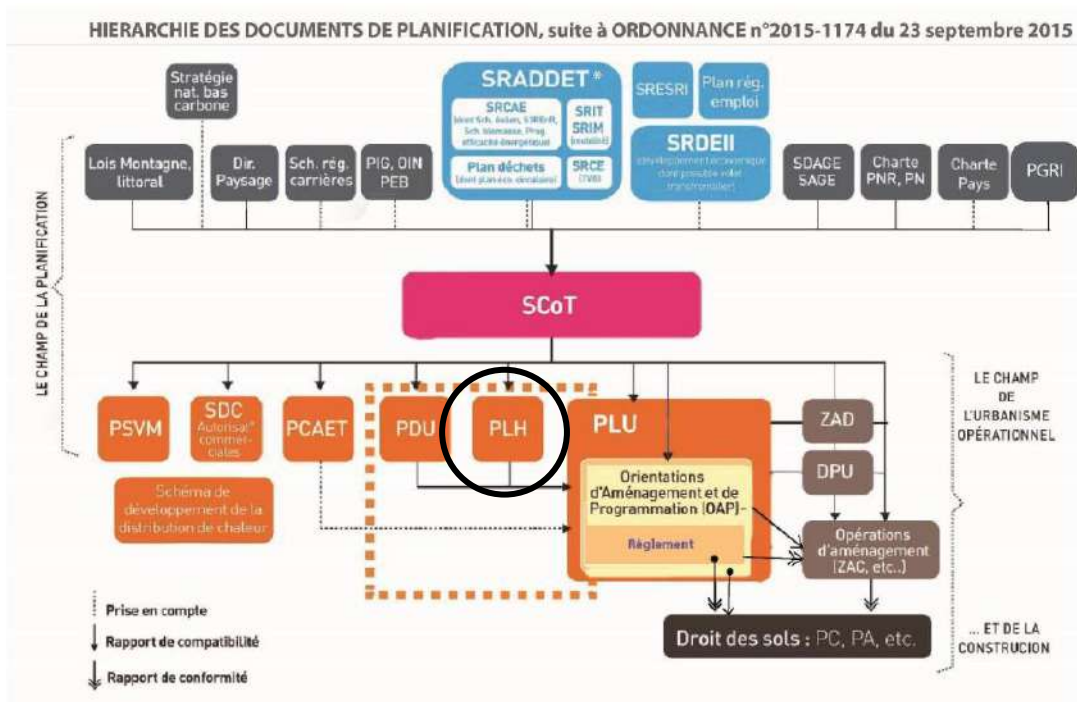 HIERARCHIE DES DOCUMENTS DE PLANIFICATION, suite à ORDONNANCE n°2015-1174 du 23 septembre 2015
Stratégie
nat. bas
carbone
SRADDET *
SRCAE
efficacité énergétique)
SRIT
SRIM
(mobilité)
Plan déchets
SRCE
(TVB)
SRESRI
Plan rég.
emploi
SRDEII
Lois Montagne,
littoral
Dir.
Paysage
Sch. rég.
carrières
PIG, OIN
PEB
SDAGE
SAGE
Charte
PNR, PN
Charte
Pays
PGRI
LE CHAMP DE LA PLANIFICATION
SCoT
PSVM
SDC
Autorisat°
commer-
ciales
PCAET
PDU
PLH
PLU
Orientations
d'Aménagement et de
Programmation (OAP)
Règlement
ZAD
DPU
Opérations
d'aménagement
(ZAC, etc..)
Schéma de
développement de la
distribution de chaleur
LE CHAMP
DE
L'URBANISME
OPÉRATIONNEL
Prise en compte
Rapport de compatibilité
Rapport de conformité
Droit des sols : PC, PA, etc.
... ET DE LA
CONSTRUCION